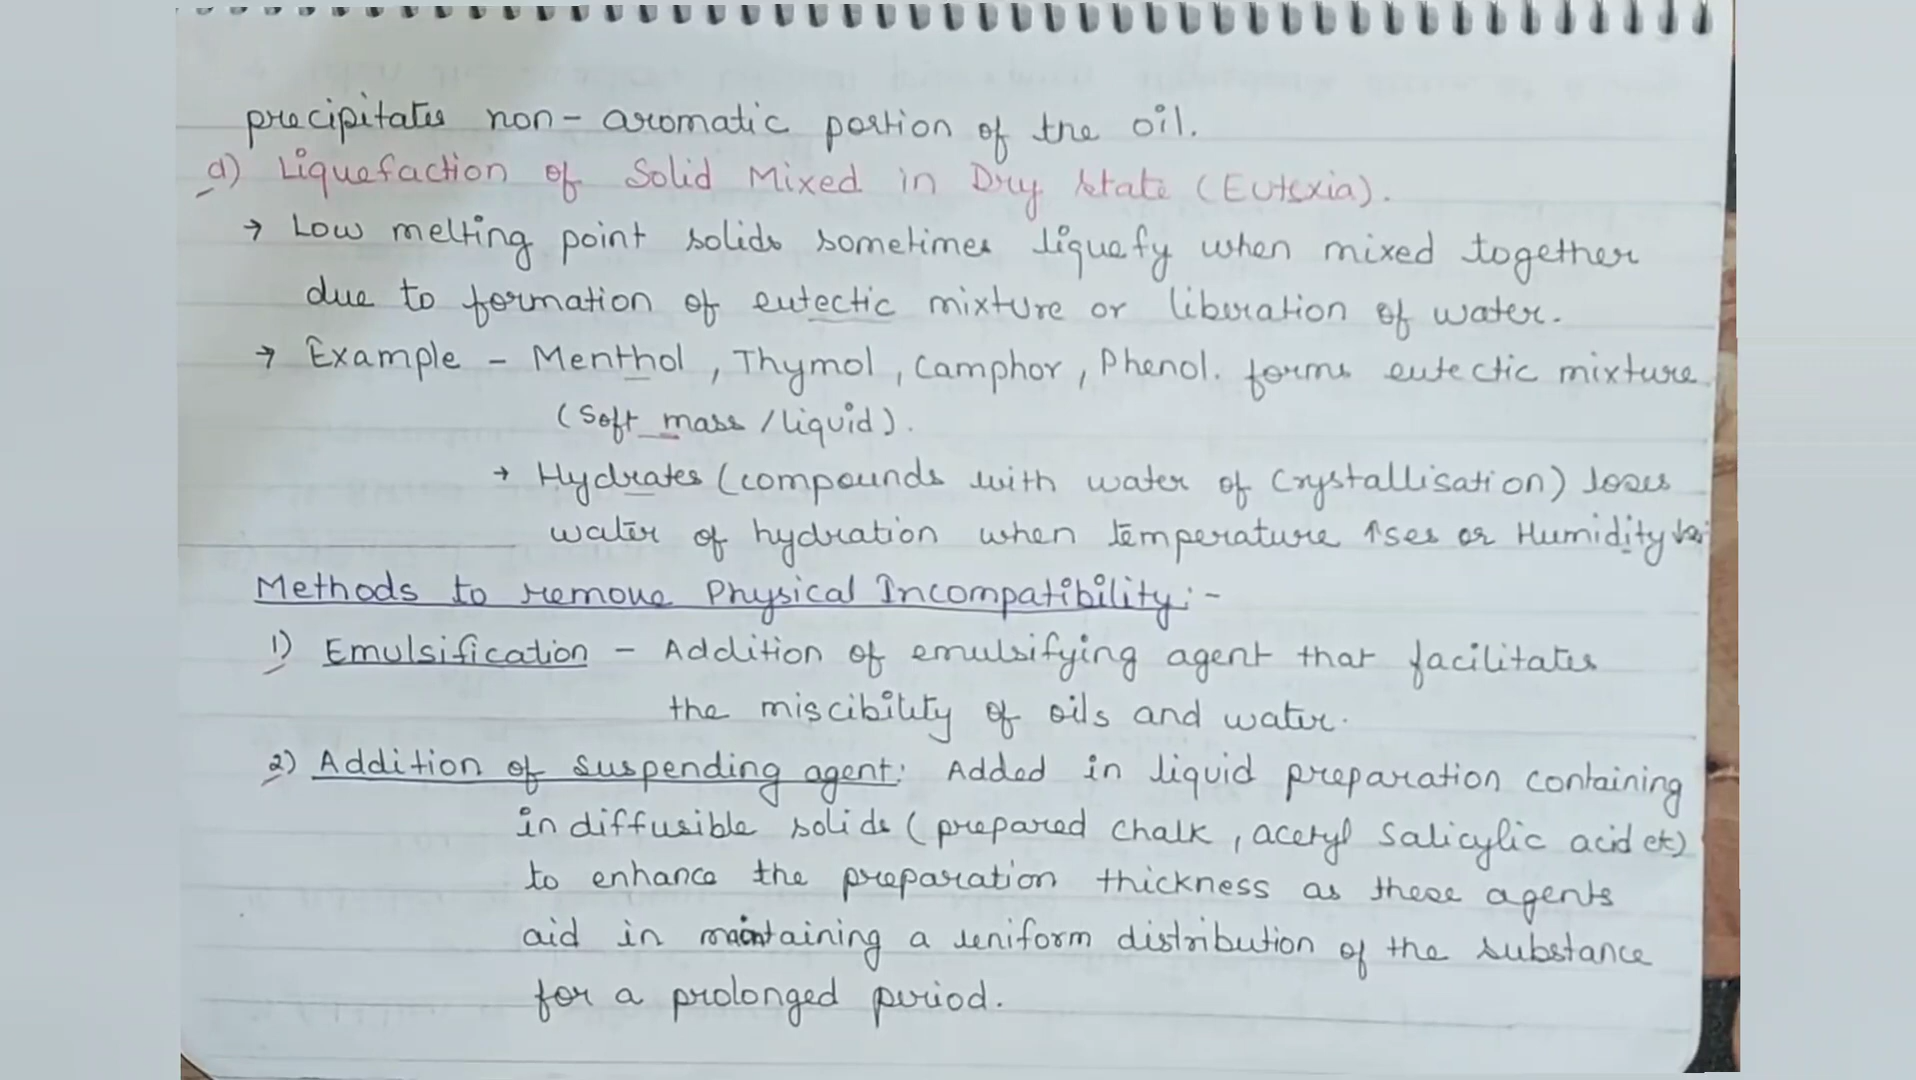 precipitates non-aromatic portion of the oil.
d) Liquefaction of Solid Mixed in Dry state (Eutexia).
→ Low melting point solids sometimes liquefy when mixed together
due to formation of eutectic mixture or liberation of water.
→ Example - Menthol, Thymol, Camphor, Phenol. forms eutectic mixture
(Soft mass / liquid).
→ Hydrates (compounds with water of Crystallisation) loses
water of hydration when temperature ↑ses or Humidity
Methods to remove Physical Incompatibility:-
1) Emulsification - Addition of emulsifying agent that facilitates
the miscibility of oils and water.
2) Addition of suspending agent: Added in liquid preparation containing
indiffusible solids (prepared chalk, acetyl salicylic acid etc)
to enhance the preparation thickness as these agents
aid in maintaining a uniform distribution of the substance
for a prolonged period.